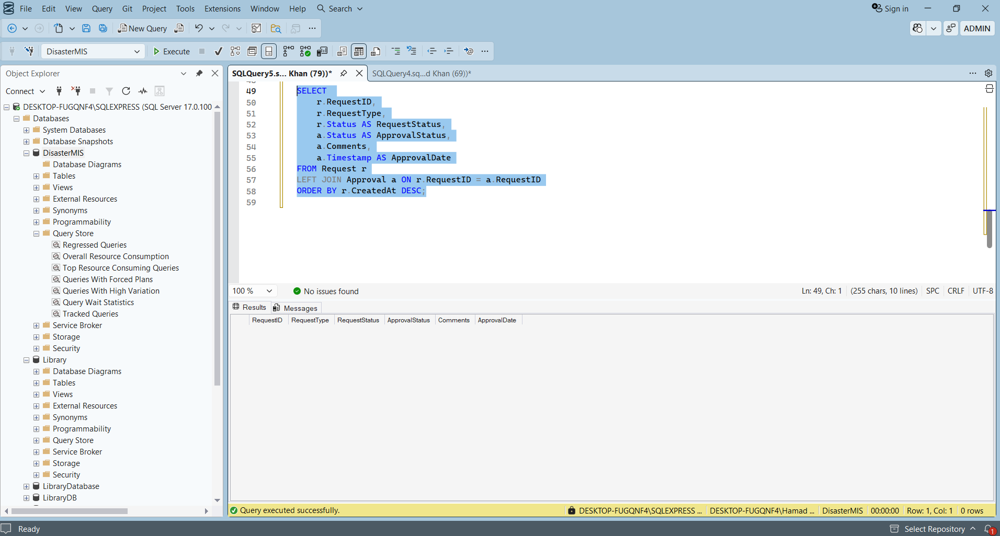 File Edit View Query Git Project Tools Extensions Window Help Search Sign in
New Query ADMIN
DisasterMIS Execute
Object Explorer
SQLQuery5.s... Khan (79))* SQLQuery4.sq...d Khan (69))*
Connect
DESKTOP-FUGQNF4\SQLEXPRESS (SQL Server 17.0.100
Databases
System Databases
Database Snapshots
DisasterMIS
Database Diagrams
Tables
Views
External Resources
Synonyms
Programmability
Query Store
Regressed Queries
Overall Resource Consumption
Top Resource Consuming Queries
Queries With Forced Plans
Queries With High Variation
Query Wait Statistics
Tracked Queries
Service Broker
Storage
Security
Library
Database Diagrams
Tables
Views
External Resources
Synonyms
Programmability
Query Store
Service Broker
Storage
Security
LibraryDatabase
LibraryDB
49 SELECT
50 r.RequestID,
51 r.RequestType,
52 r.Status AS RequestStatus,
53 a.Status AS ApprovalStatus,
54 a.Comments,
55 a.Timestamp AS ApprovalDate
56 FROM Request r
57 LEFT JOIN Approval a ON r.RequestID = a.RequestID
58 ORDER BY r.CreatedAt DESC;
59
100 % No issues found Ln: 49, Ch: 1 (255 chars, 10 lines) SPC CRLF UTF-8
Results Messages
RequestID RequestType RequestStatus ApprovalStatus Comments ApprovalDate
Query executed successfully. DESKTOP-FUGQNF4\SQLEXPRESS ... DESKTOP-FUGQNF4\Hamad ... DisasterMIS 00:00:00 Row: 1, Col: 1 0 rows
Ready Select Repository 1